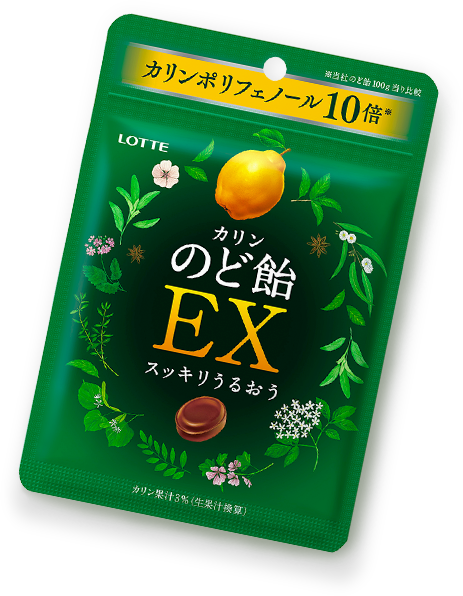 ※当社のど飴100g当り比較
カリンポリフェノール10倍※
LOTTE
カリン
のど飴
EX
スッキリうるおう
カリン果汁3%(生果汁換算)